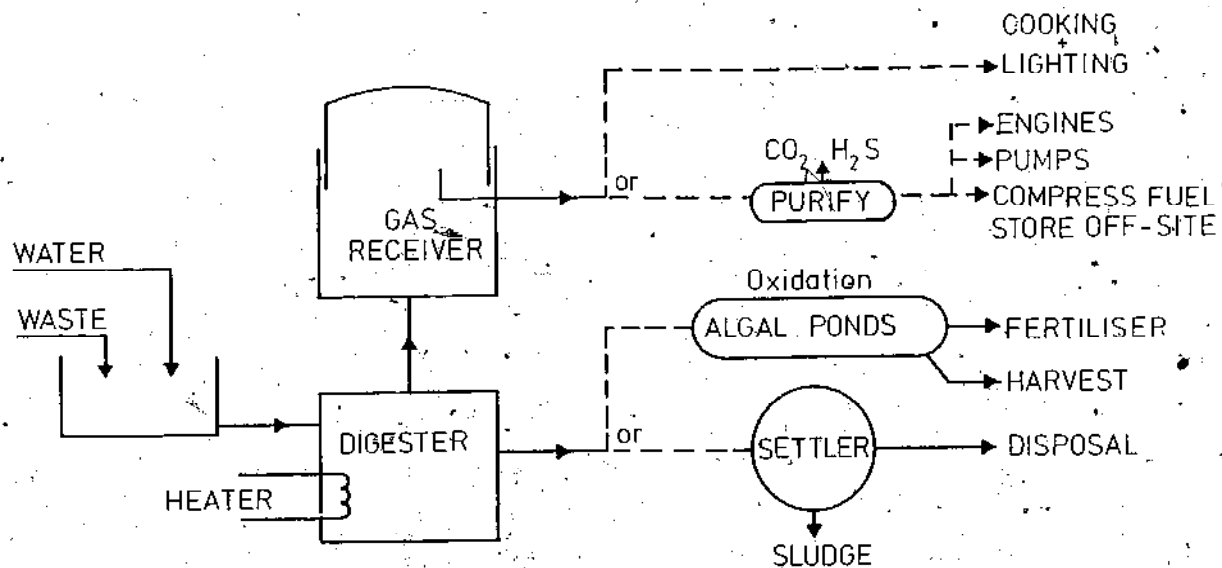 COOKING
+
LIGHTING
ENGINES
CO₂ H₂S
PUMPS
or
PURIFY
COMPRESS FUEL
STORE OFF-SITE
GAS
RECEIVER
WATER
WASTE
Oxidation
ALGAL PONDS
FERTILISER
HARVEST
DIGESTER
or
SETTLER
DISPOSAL
HEATER
SLUDGE